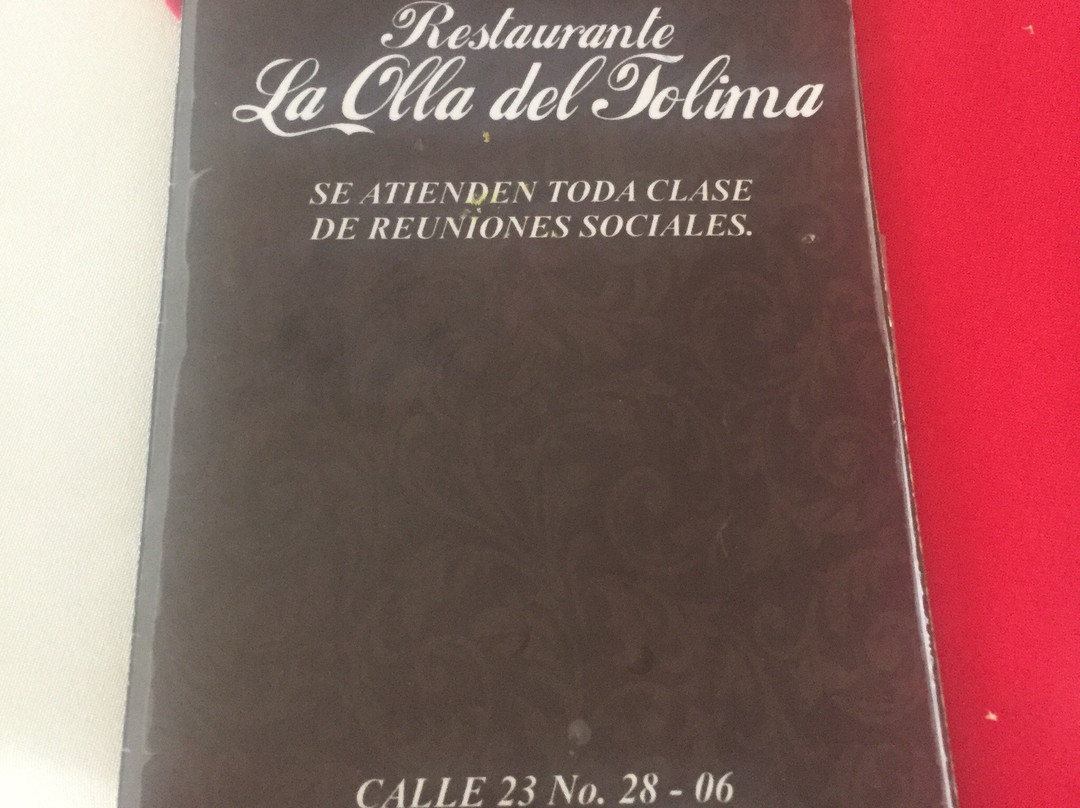 Restaurante
La Olla del Tolima
SE ATIENDEN TODA CLASE
DE REUNIONES SOCIALES.
CALLE 23 No. 28 - 06